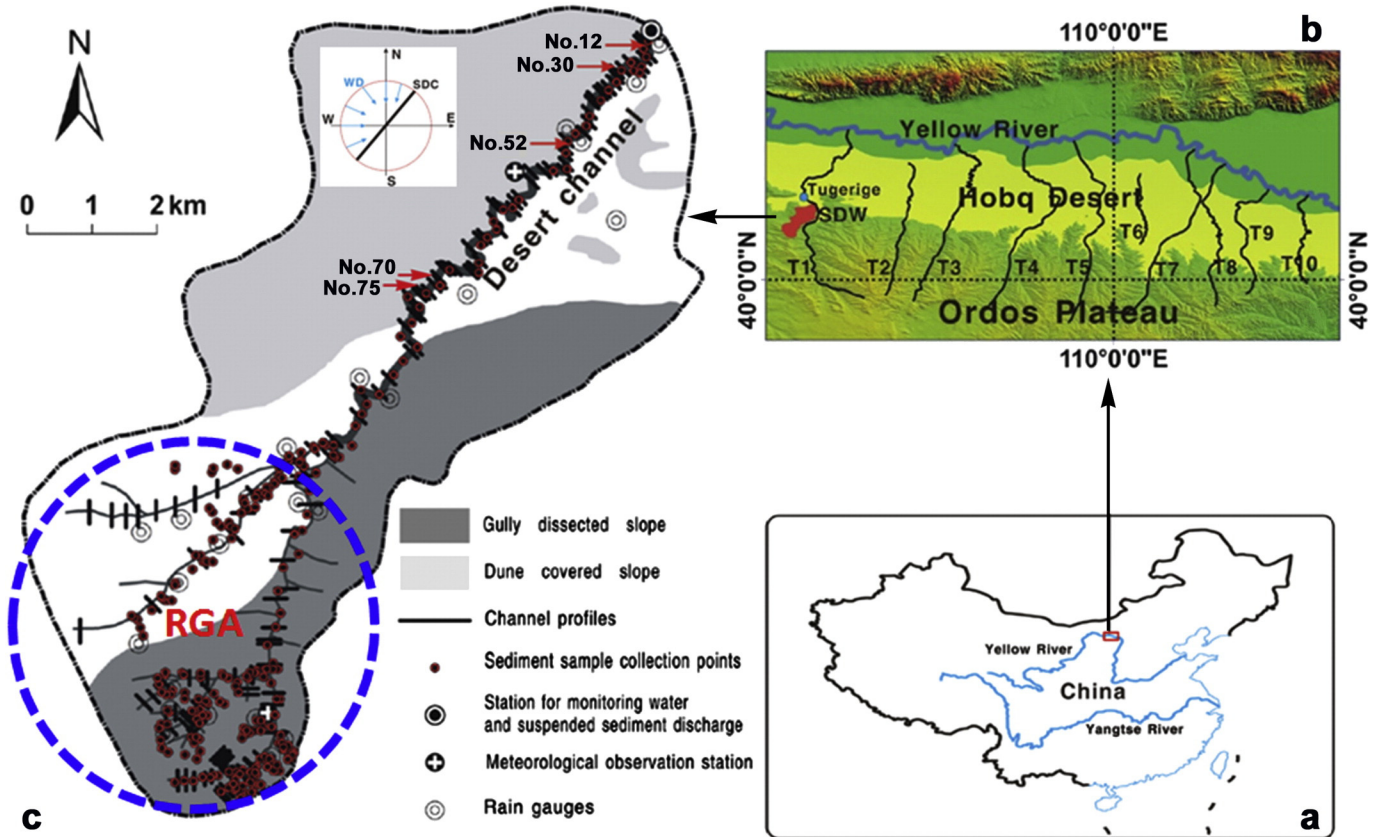 N
0 1 2 km
N
WD
SDC
W
E
S
No.12
No.30
No.52
No.70
No.75
Desert channel
RGA
Gully dissected slope
Dune covered slope
Channel profiles
Sediment sample collection points
Station for monitoring water
and suspended sediment discharge
Meteorological observation station
Rain gauges
c
110°0'0"E
b
Yellow River
Tugerige
SDW
Hobq Desert
T1
T2
T3
T4
T5
T6
T7
T8
T9
T10
Ordos Plateau
40°0'0"N
40°0'0"N
110°0'0"E
Yellow River
China
Yangtse River
a